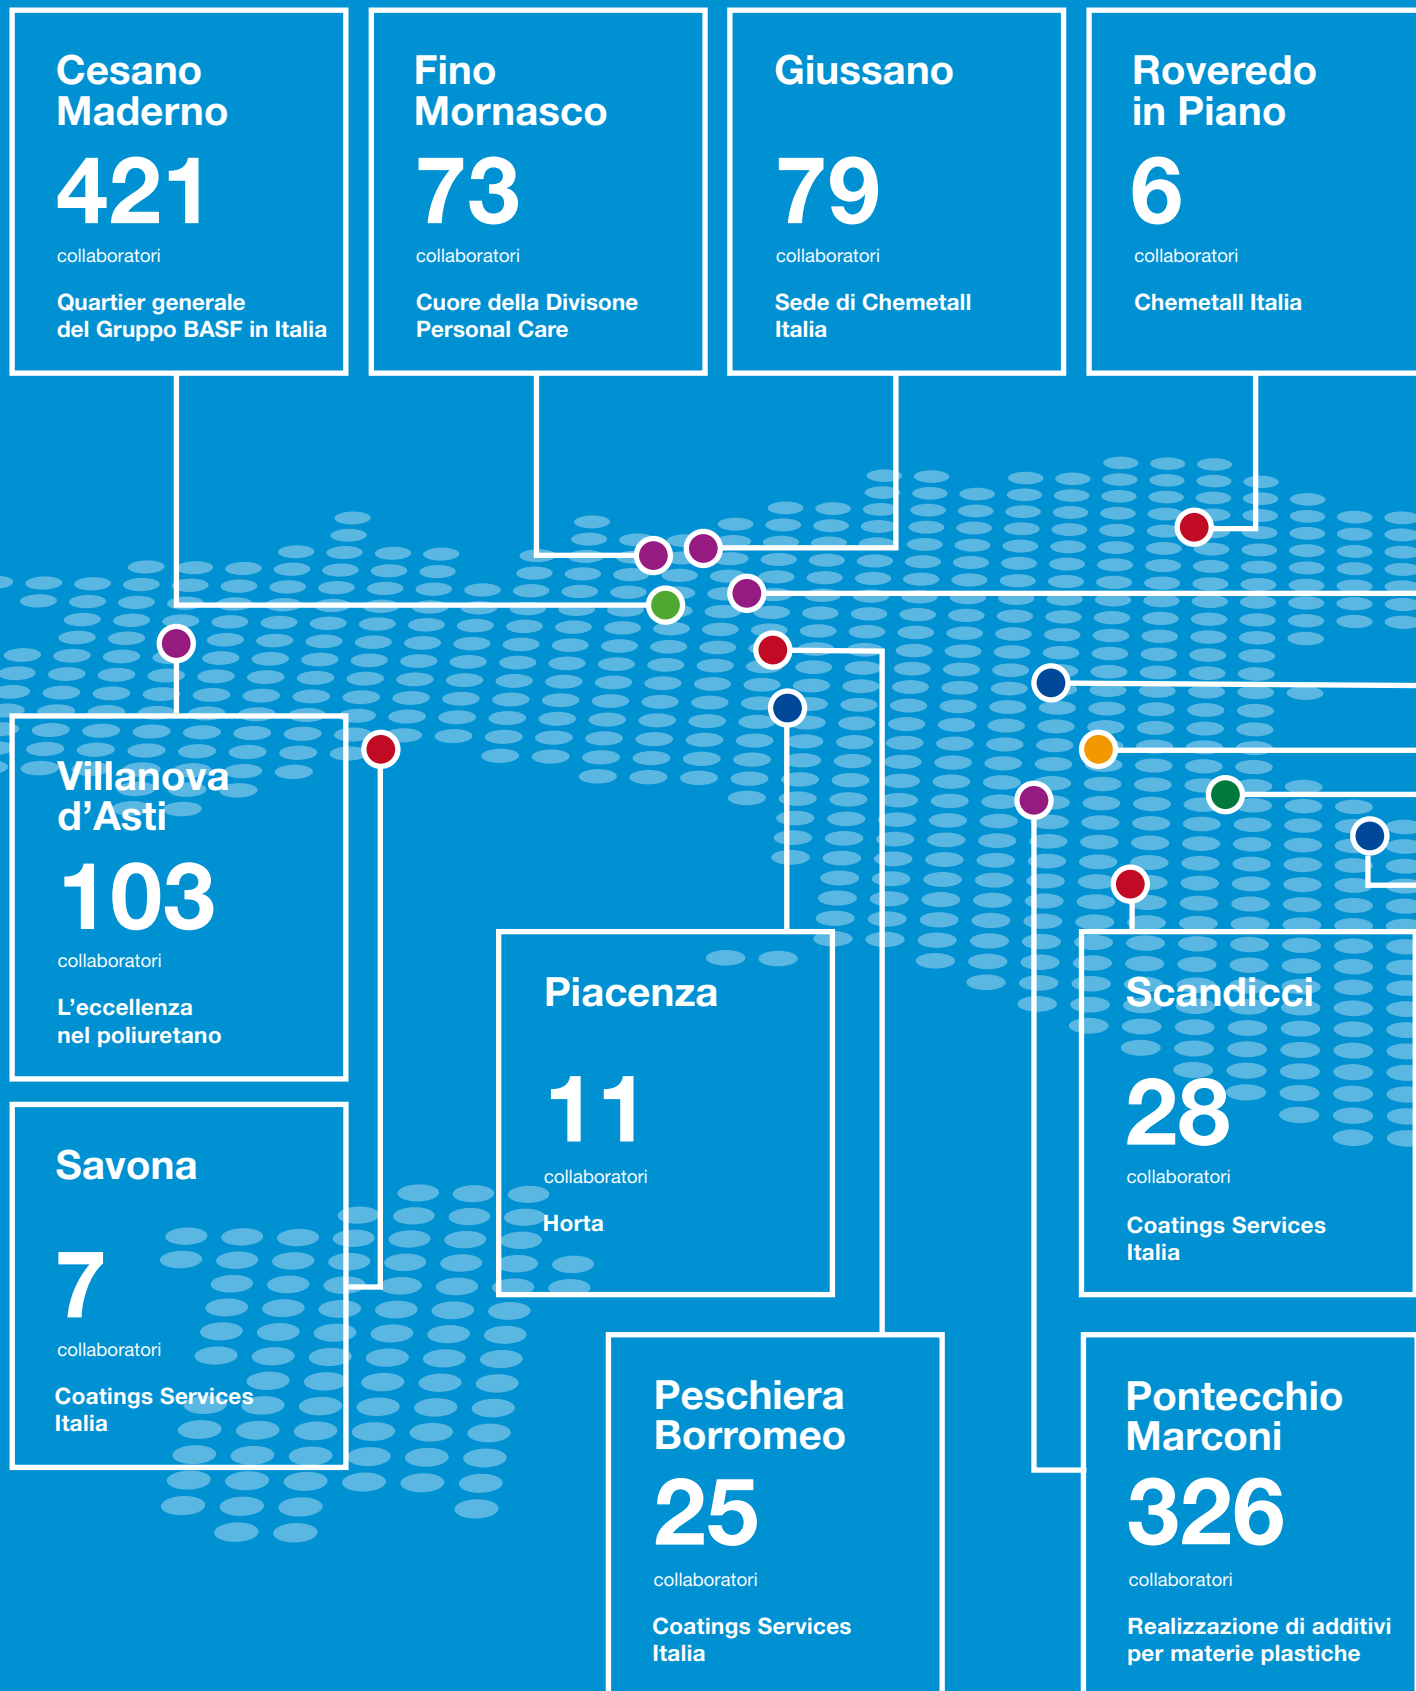 Cesano
Maderno
421
collaboratori
Quartier generale
del Gruppo BASF in Italia
Fino
Mornasco
73
collaboratori
Cuore della Divisone
Personal Care
Giussano
79
collaboratori
Sede di Chemetall
Italia
Roveredo
in Piano
6
collaboratori
Chemetall Italia
Villanova
d’Asti
103
collaboratori
L’eccellenza
nel poliuretano
Piacenza
11
collaboratori
Horta
Scandicci
28
collaboratori
Coatings Services
Italia
Savona
7
collaboratori
Coatings Services
Italia
Peschiera
Borromeo
25
collaboratori
Coatings Services
Italia
Pontecchio
Marconi
326
collaboratori
Realizzazione di additivi
per materie plastiche